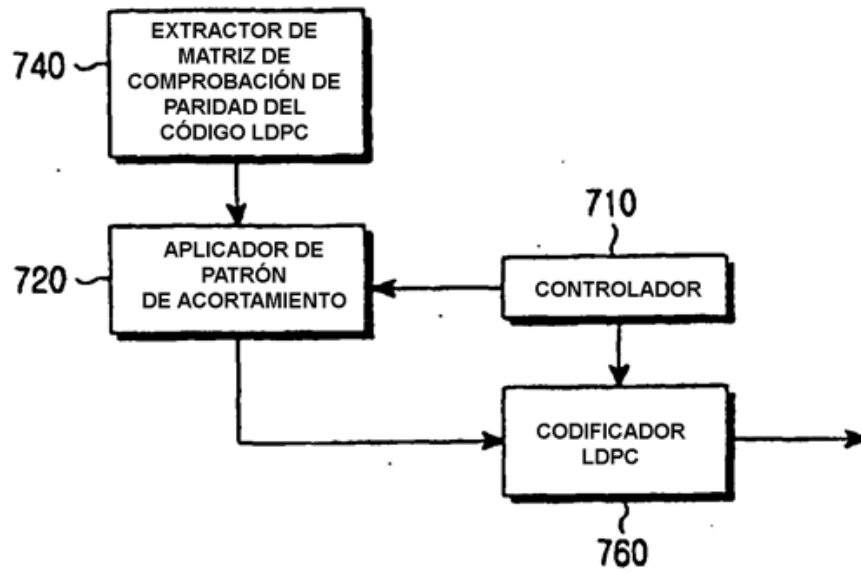 740
EXTRACTOR DE
MATRIZ DE
COMPROBACIÓN DE
PARIDAD DEL
CÓDIGO LDPC
720
APLICADOR DE
PATRÓN
DE ACORTAMIENTO
710
CONTROLADOR
CODIFICADOR
LDPC
760